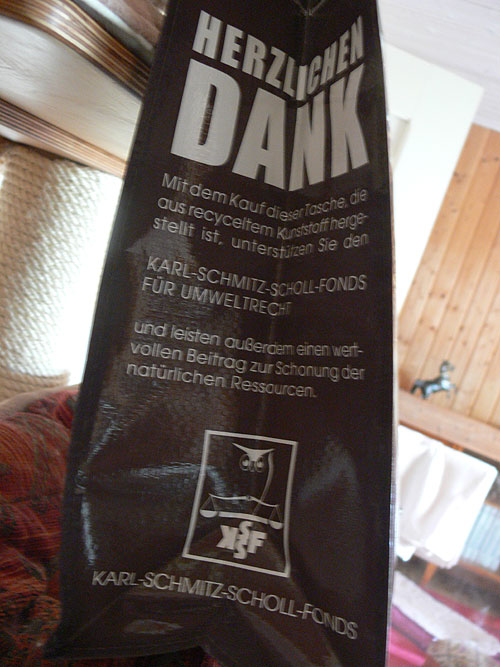 HERZLICHEN
DANK
Mit dem Kauf dieser Tasche, die
aus recyceltem Kunststoff herge-
stellt ist, unterstützen Sie den
KARL-SCHMITZ-SCHOLL-FONDS
FÜR UMWELTRECHT
und leisten außerdem einen wert-
vollen Beitrag zur Schonung der
natürlichen Ressourcen.
KSSF
KARL-SCHMITZ-SCHOLL-FONDS